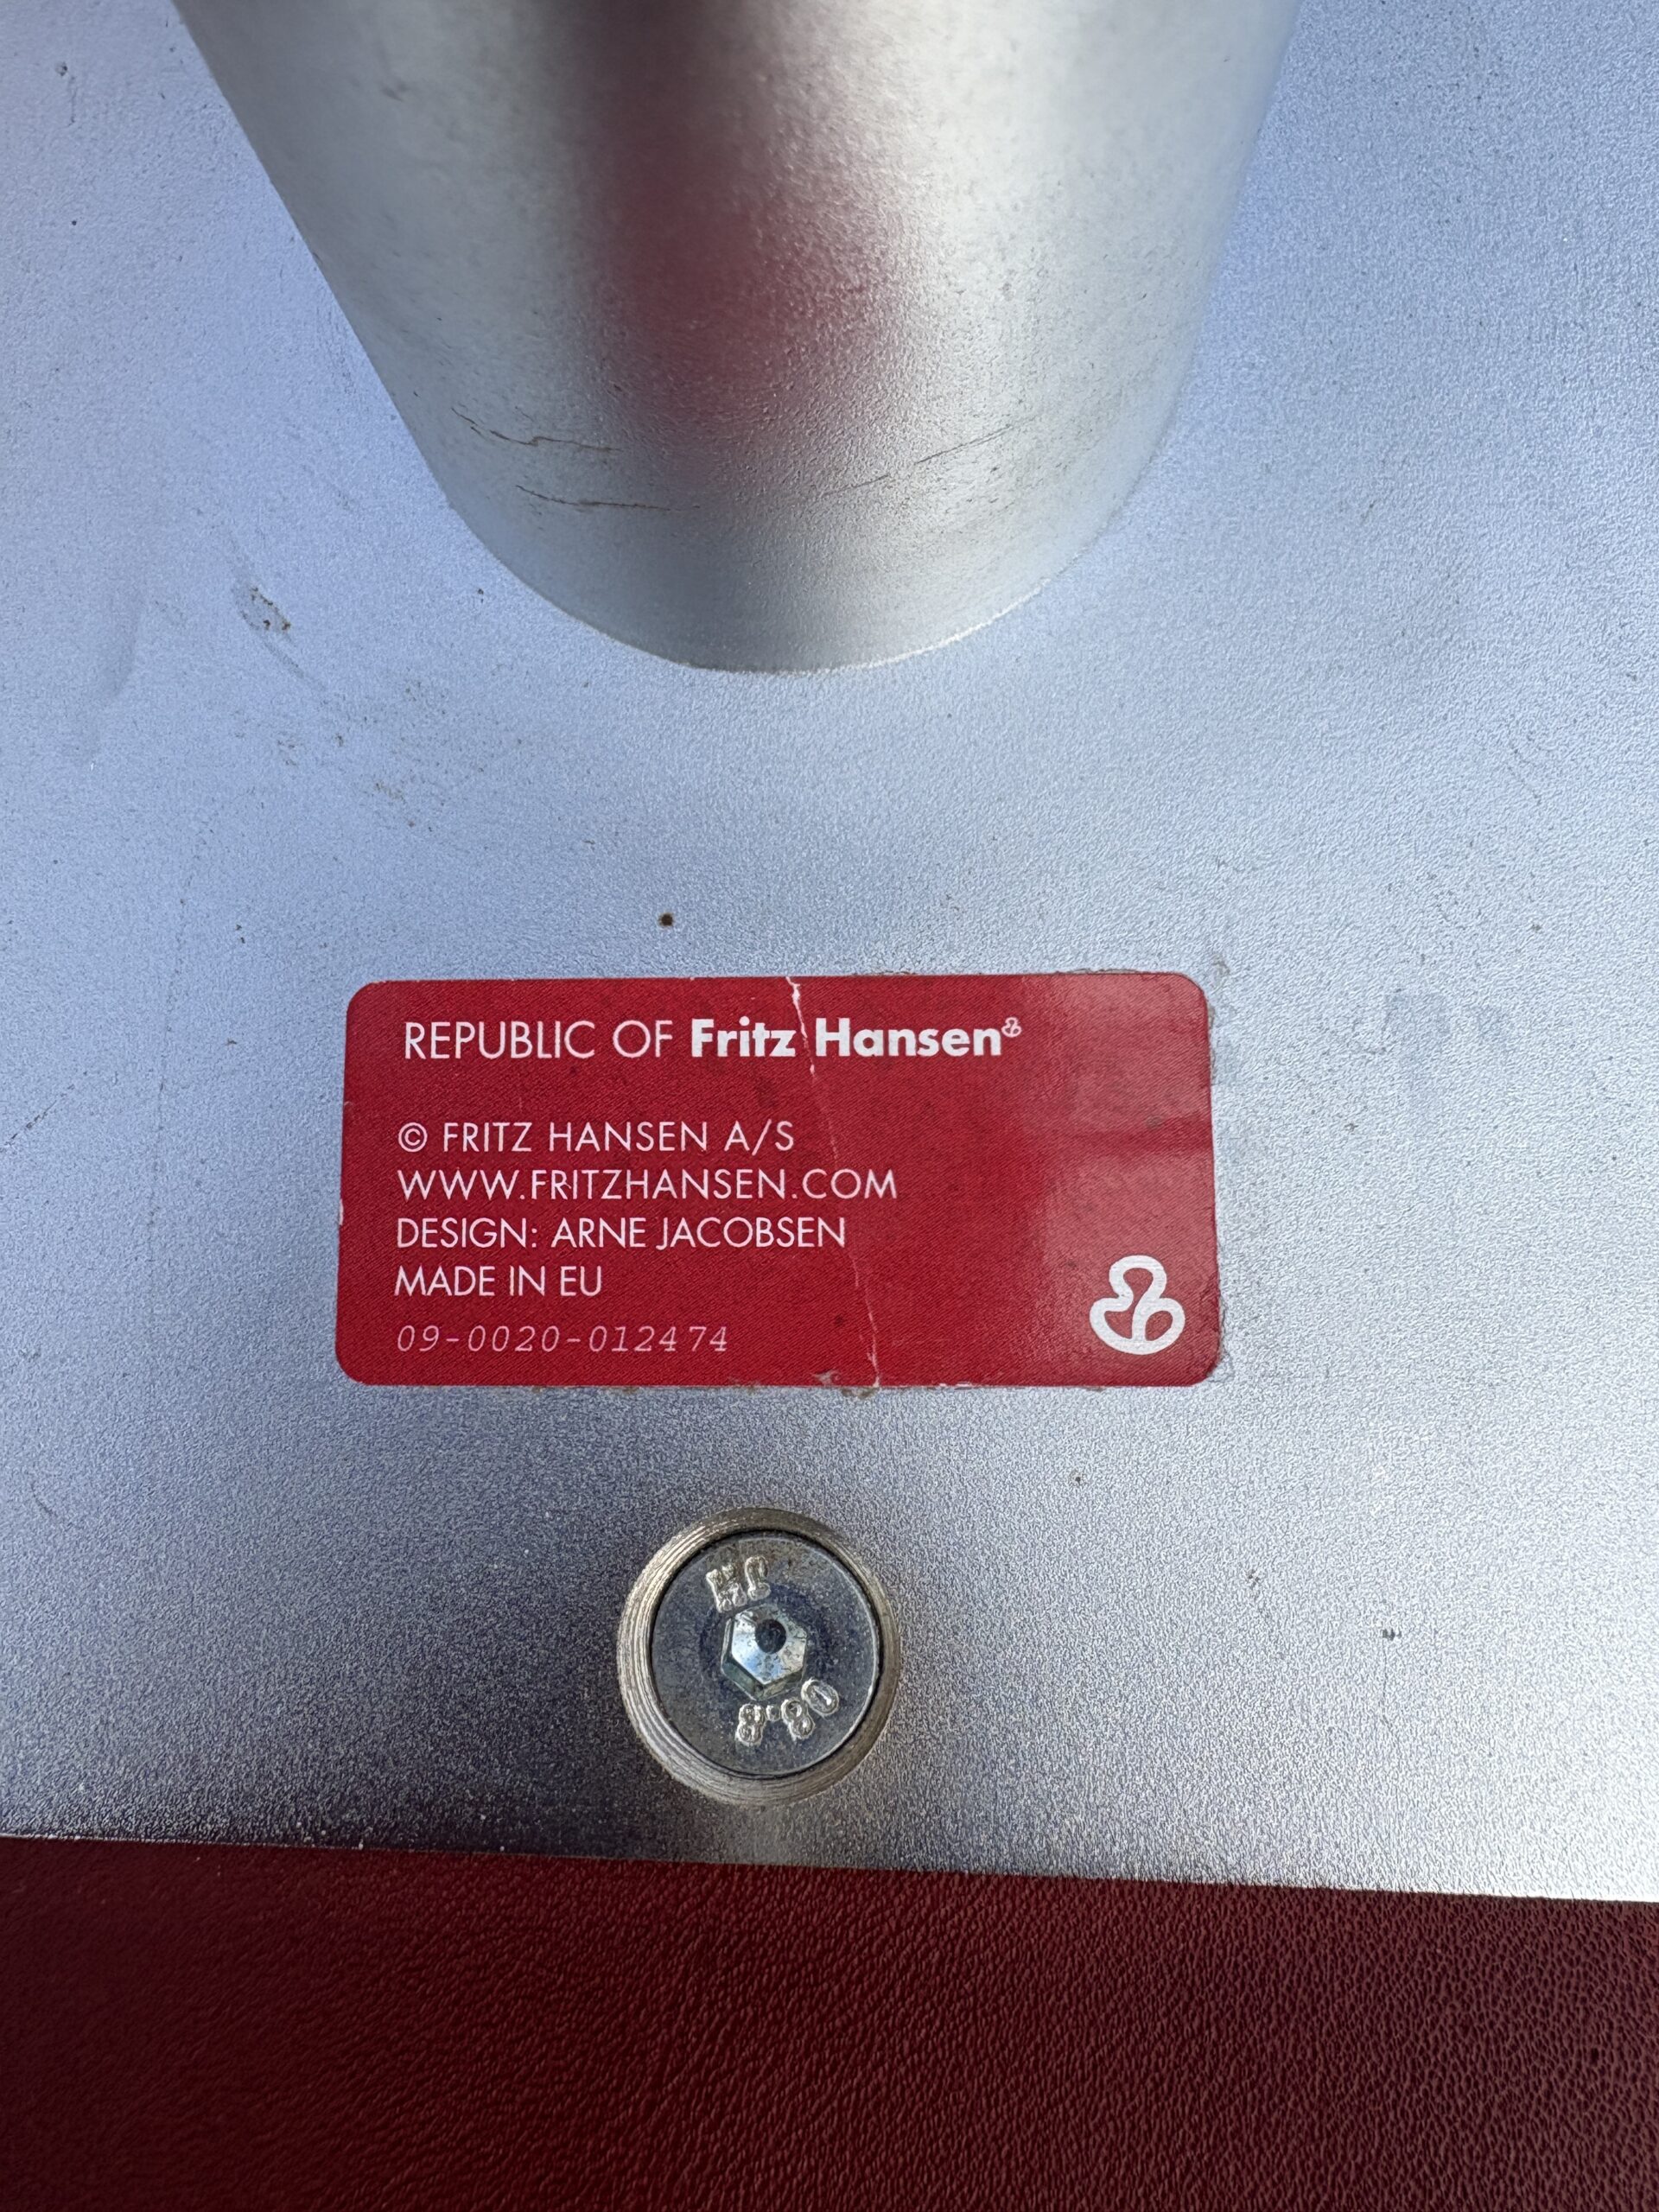 REPUBLIC OF Fritz Hansen
© FRITZ HANSEN A/S
WWW.FRITZHANSEN.COM
DESIGN: ARNE JACOBSEN
MADE IN EU
09-0020-012474
08.8